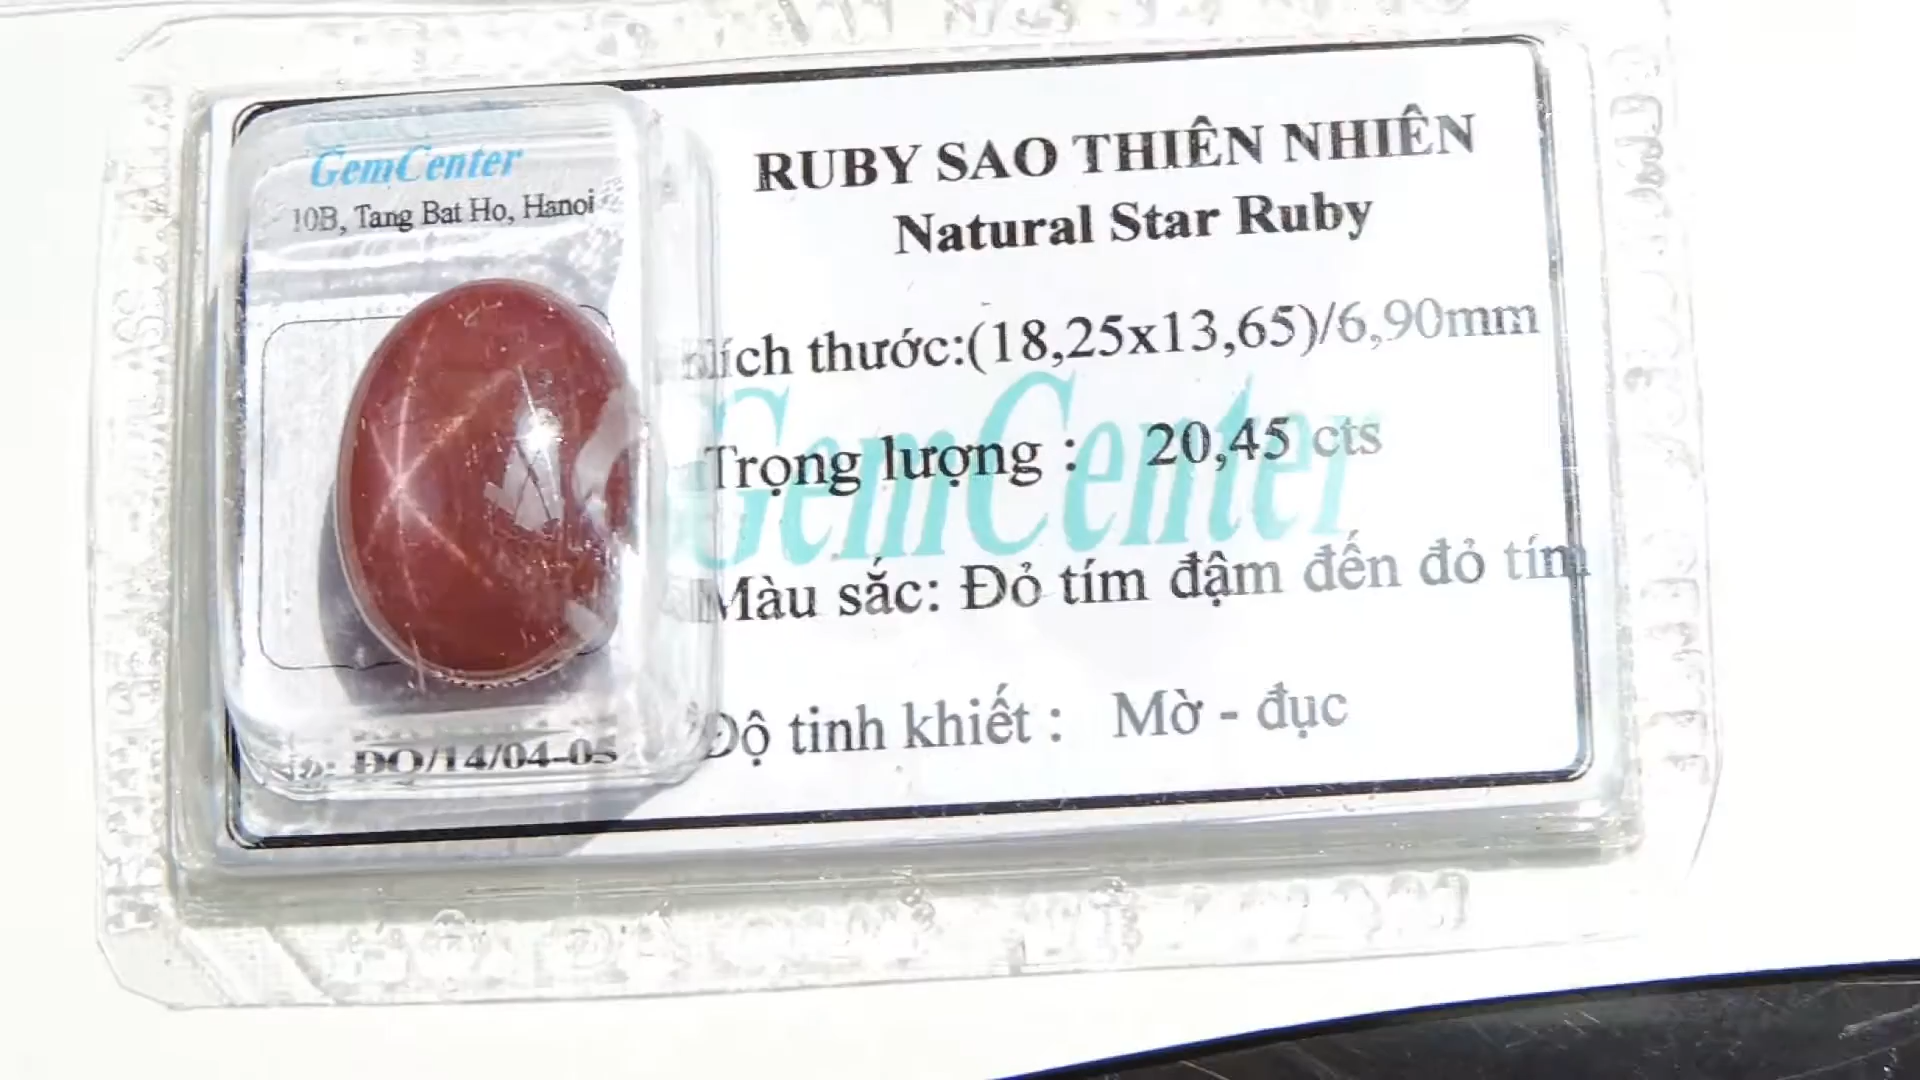 GemCenter
10B, Tang Bat Ho, Hanoi
ĐQ/14/04-05
RUBY SAO THIÊN NHIÊN
Natural Star Ruby
thước:(18,25x13,65)/6,90mm
GemCenter
Trọng lượng : 20,45 cts
Màu sắc: Đỏ tím đậm đến đỏ tím
Độ tinh khiết : Mờ - đục